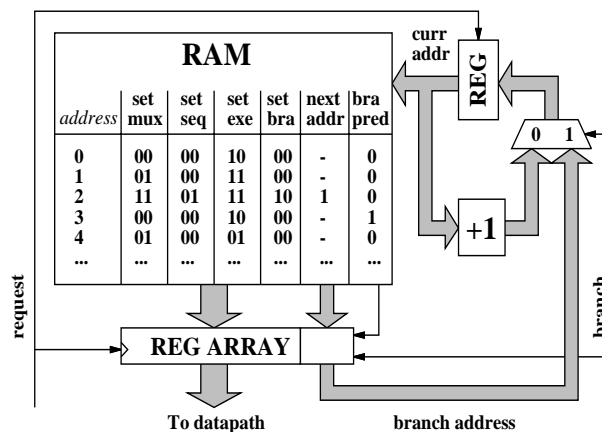 RAM
curr
addr
REG
set set set set next bra
address mux seq exe bra addr pred
0 00 00 10 00 - 0
1 01 00 11 00 - 0
2 11 01 11 10 1 0
3 00 00 10 00 - 1
4 01 00 01 00 - 0
... ... ... ... ... ... ...
0 1
+1
request
branch
REG ARRAY
To datapath
branch address